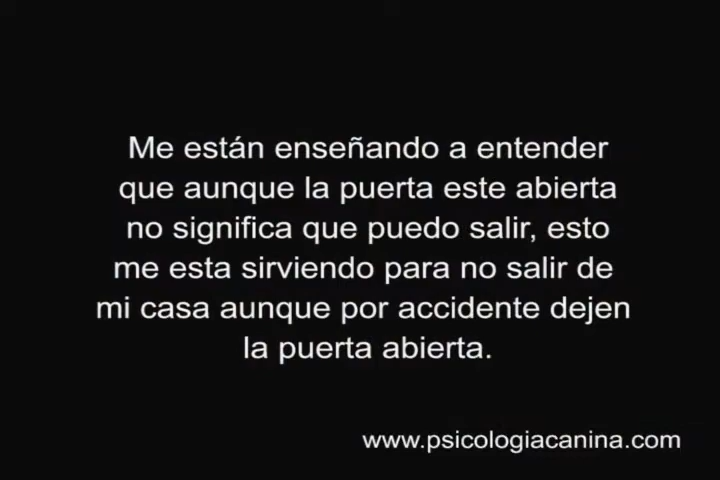 Me están enseñando a entender
que aunque la puerta este abierta
no significa que puedo salir, esto
me esta sirviendo para no salir de
mi casa aunque por accidente dejen
la puerta abierta.
www.psicologiacanina.com